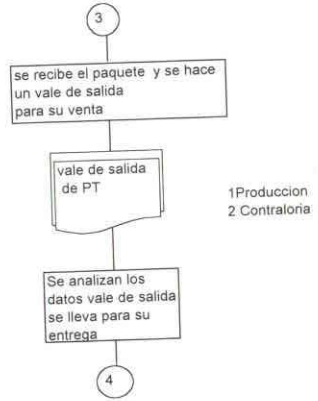 3
se recibe el paquete y se hace
un vale de salida
para su venta
vale de salida
de PT
1Produccion
2 Contraloria
Se analizan los
datos vale de salida
se lleva para su
entrega
4